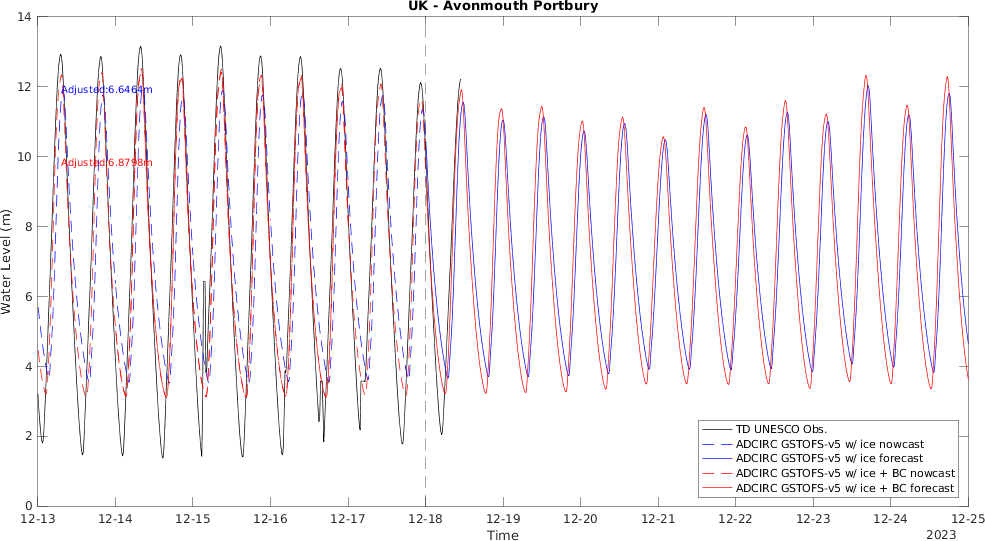 UK - Avonmouth Portbury
14
12
10
8
6
4
2
0
Water Level (m)
Adjusted:6.6464m
Adjusted:6.8798m
TD UNESCO Obs.
ADCIRC GSTOFS-v5 w/ ice nowcast
ADCIRC GSTOFS-v5 w/ ice forecast
ADCIRC GSTOFS-v5 w/ ice + BC nowcast
ADCIRC GSTOFS-v5 w/ ice + BC forecast
12-13 12-14 12-15 12-16 12-17 12-18 12-19 12-20 12-21 12-22 12-23 12-24 12-25
Time
2023